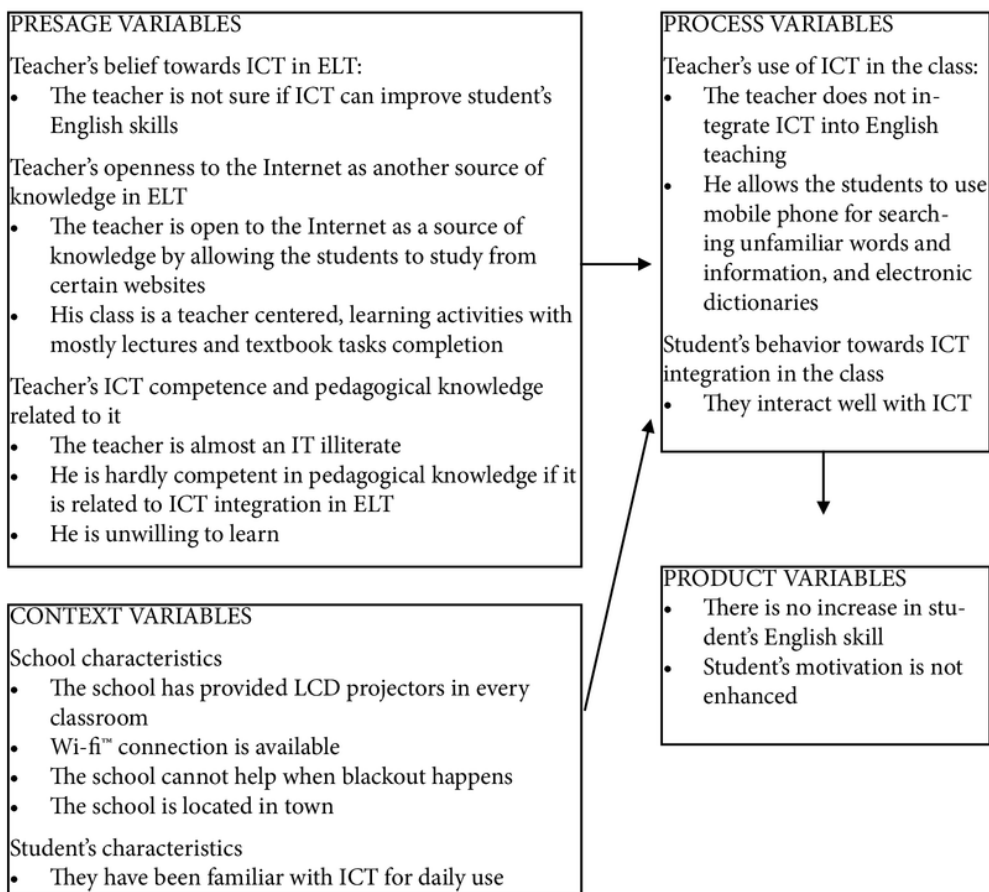 PRESAGE VARIABLES
Teacher's belief towards ICT in ELT:
• The teacher is not sure if ICT can improve student's
English skills
Teacher's openness to the Internet as another source of
knowledge in ELT
• The teacher is open to the Internet as a source of
knowledge by allowing the students to study from
certain websites
• His class is a teacher centered, learning activities with
mostly lectures and textbook tasks completion
Teacher's ICT competence and pedagogical knowledge
related to it
• The teacher is almost an IT illiterate
• He is hardly competent in pedagogical knowledge if it
is related to ICT integration in ELT
• He is unwilling to learn
CONTEXT VARIABLES
School characteristics
• The school has provided LCD projectors in every
classroom
• Wi-fi™ connection is available
• The school cannot help when blackout happens
• The school is located in town
Student's characteristics
• They have been familiar with ICT for daily use
PROCESS VARIABLES
Teacher's use of ICT in the class:
• The teacher does not in-
tegrate ICT into English
teaching
• He allows the students to use
mobile phone for search-
ing unfamiliar words and
information, and electronic
dictionaries
Student's behavior towards ICT
integration in the class
• They interact well with ICT
PRODUCT VARIABLES
• There is no increase in stu-
dent's English skill
• Student's motivation is not
enhanced